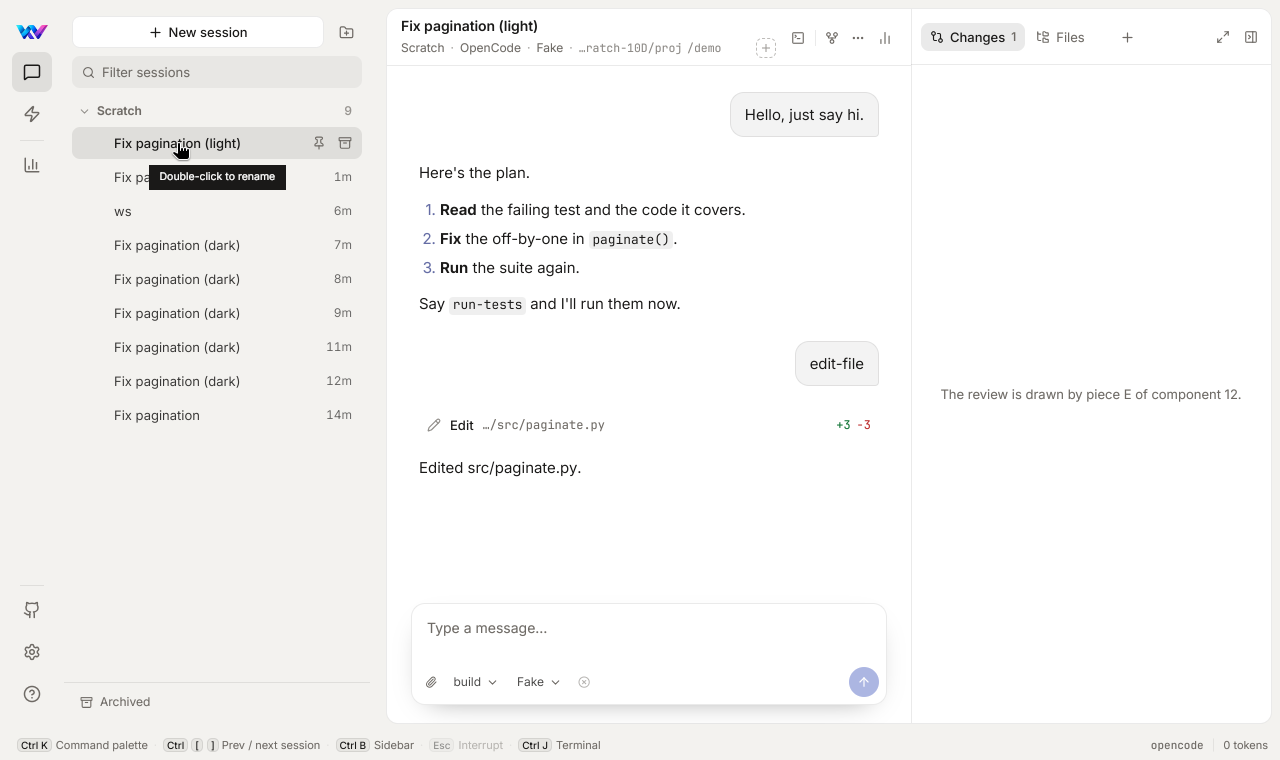 New session
Filter sessions
Scratch 9
Fix pagination (light)
Double-click to rename
Fix pa 1m
ws 6m
Fix pagination (dark) 7m
Fix pagination (dark) 8m
Fix pagination (dark) 9m
Fix pagination (dark) 11m
Fix pagination (dark) 12m
Fix pagination 14m
Archived
Fix pagination (light)
Scratch · OpenCode · Fake · …ratch-10D/proj /demo
Hello, just say hi.
Here's the plan.
1. Read the failing test and the code it covers.
2. Fix the off-by-one in paginate().
3. Run the suite again.
Say run-tests and I'll run them now.
edit-file
Edit …/src/paginate.py +3 -3
Edited src/paginate.py.
Type a message…
build Fake
Changes 1 Files
The review is drawn by piece E of component 12.
Ctrl K Command palette · Ctrl [ ] Prev / next session · Ctrl B Sidebar · Esc Interrupt · Ctrl J Terminal
opencode 0 tokens